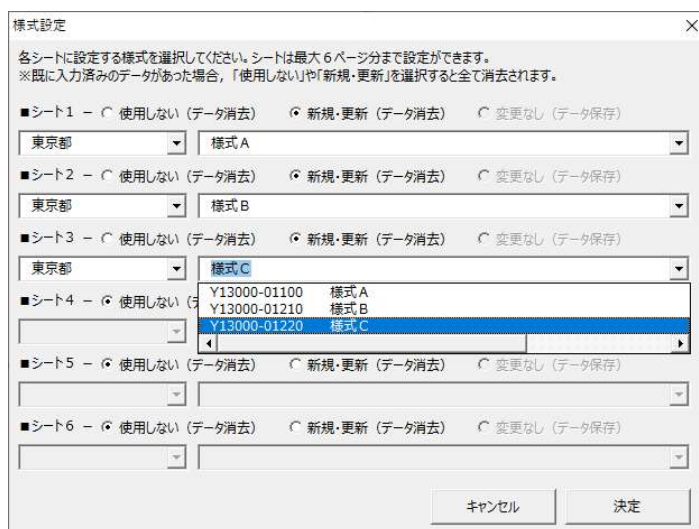 様式設定
各シートに設定する様式を選択してください。シートは最大6ページ分まで設定ができます。
※既に入力済みのデータがあった場合，「使用しない」や「新規・更新」を選択すると全て消去されます。
■シート1 － 使用しない（データ消去） 新規・更新（データ消去） 変更なし（データ保存）
東京都 様式A
■シート2 － 使用しない（データ消去） 新規・更新（データ消去） 変更なし（データ保存）
東京都 様式B
■シート3 － 使用しない（データ消去） 新規・更新（データ消去） 変更なし（データ保存）
東京都 様式C
Y13000-01100 様式A
■シート4 － 使用しない（デ
Y13000-01210 様式B
Y13000-01220 様式C
■シート5 － 使用しない（データ消去） 新規・更新（データ消去） 変更なし（データ保存）
■シート6 － 使用しない（データ消去） 新規・更新（データ消去） 変更なし（データ保存）
キャンセル 決定